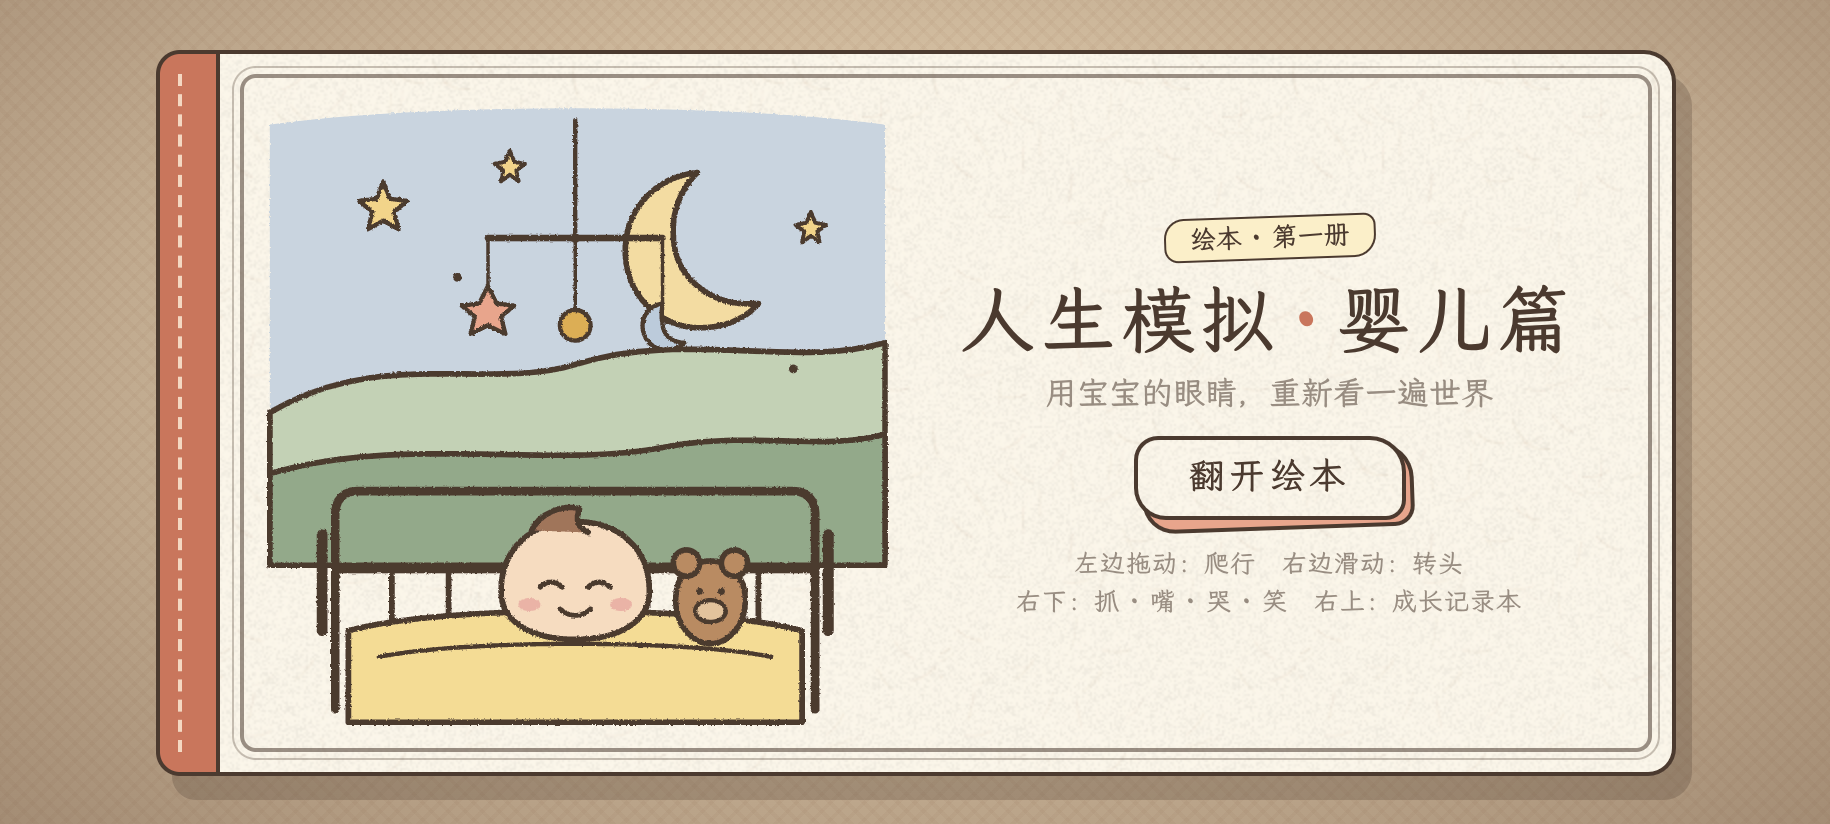 绘本·第一册
人生模拟·婴儿篇
用宝宝的眼睛，重新看一遍世界
翻开绘本
左边拖动：爬行　右边滑动：转头
右下：抓·嘴·哭·笑　右上：成长记录本